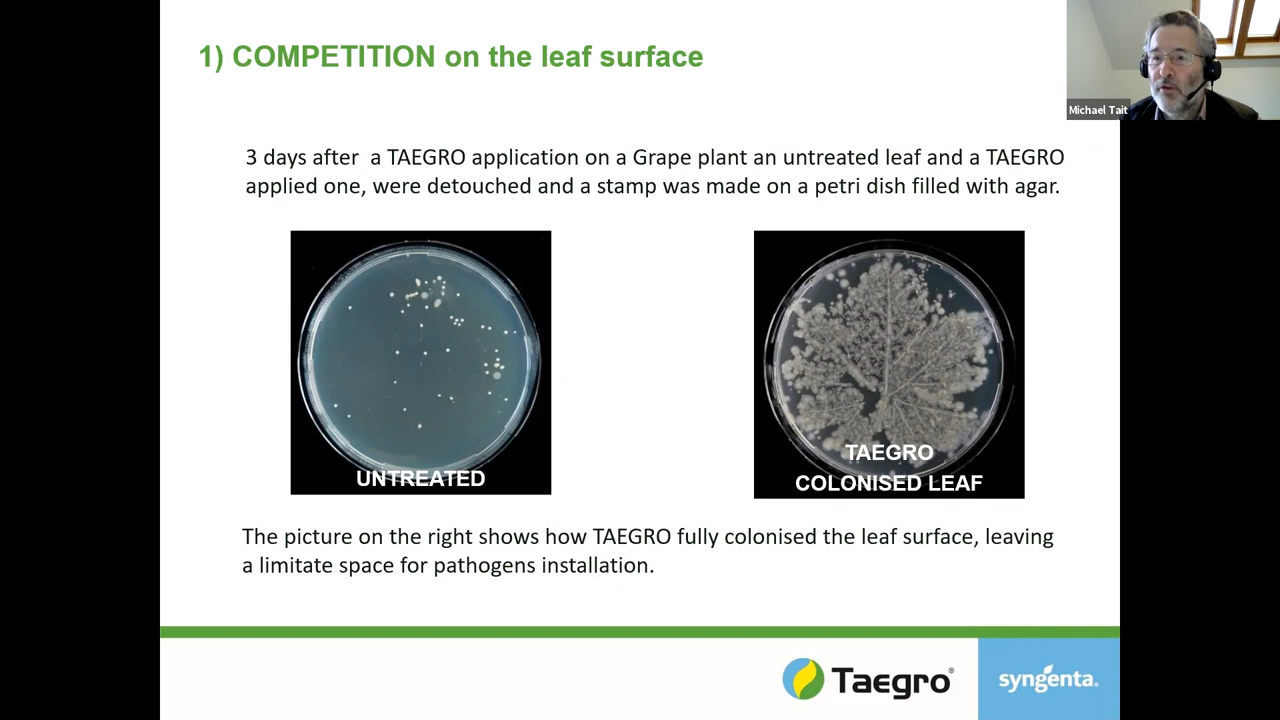 1) COMPETITION on the leaf surface
Michael Tait
3 days after a TAEGRO application on a Grape plant an untreated leaf and a TAEGRO
applied one, were detouched and a stamp was made on a petri dish filled with agar.
UNTREATED
TAEGRO
COLONISED LEAF
The picture on the right shows how TAEGRO fully colonised the leaf surface, leaving
a limitate space for pathogens installation.
Taegro®
syngenta.